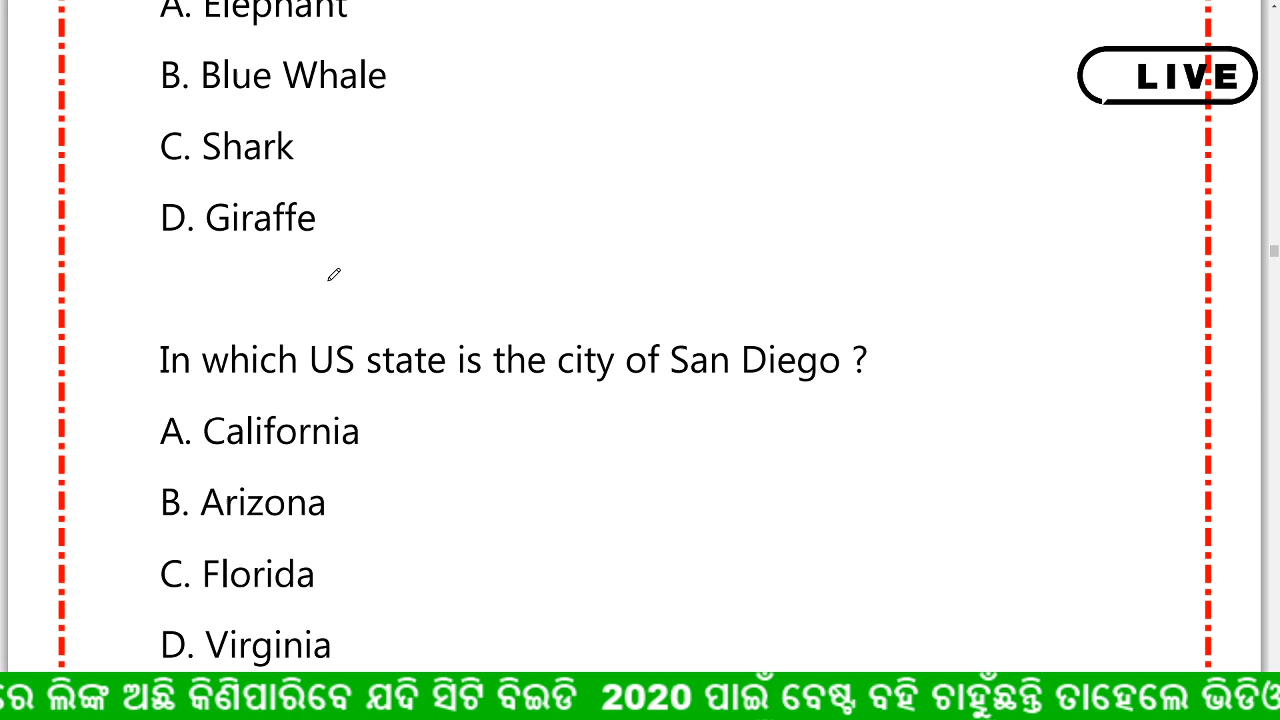 A. Elephant
B. Blue Whale
LIVE
C. Shark
D. Giraffe
In which US state is the city of San Diego ?
A. California
B. Arizona
C. Florida
D. Virginia
ରେ ଲିଙ୍କ ଅଛି କିଣିପାରିବେ ଯଦି ସିଟି ବିଇଡି 2020 ପାଇଁ ବେଷ୍ଟ ବହି ଚାହୁଁଛନ୍ତି ତାହେଲେ ଭିଡିଓ